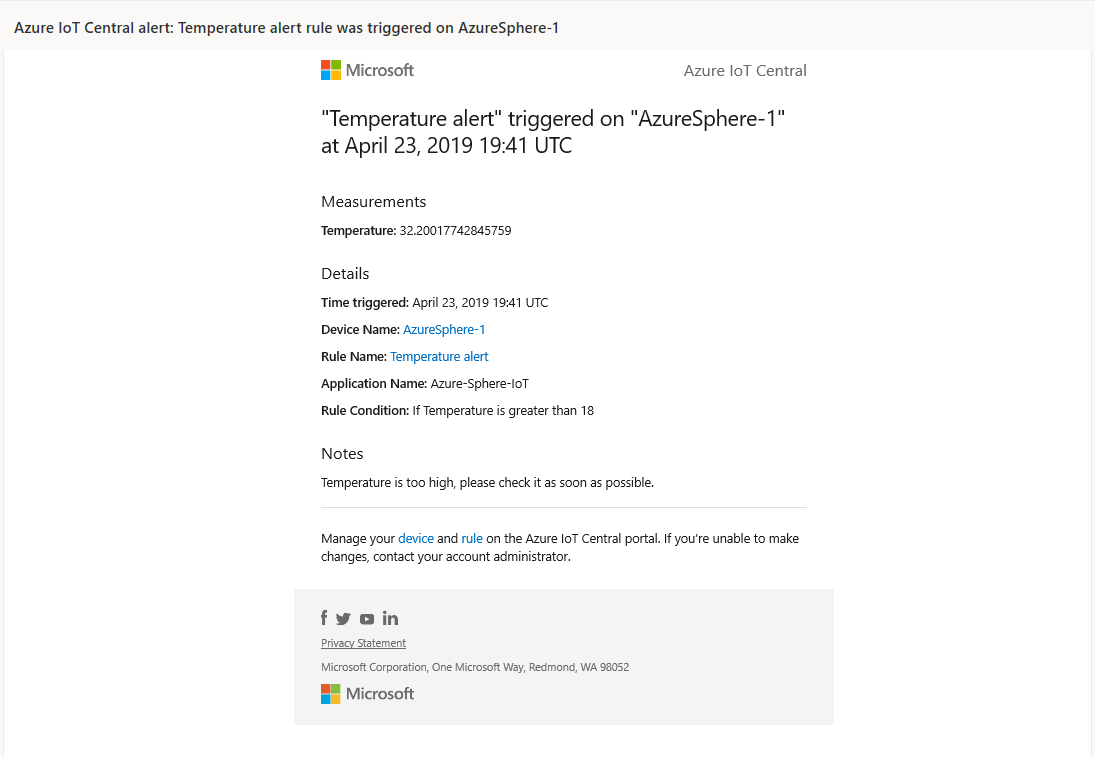 Azure IoT Central alert: Temperature alert rule was triggered on AzureSphere-1
Microsoft
Azure IoT Central
"Temperature alert" triggered on "AzureSphere-1"
at April 23, 2019 19:41 UTC
Measurements
Temperature: 32.20017742845759
Details
Time triggered: April 23, 2019 19:41 UTC
Device Name: AzureSphere-1
Rule Name: Temperature alert
Application Name: Azure-Sphere-IoT
Rule Condition: If Temperature is greater than 18
Notes
Temperature is too high, please check it as soon as possible.
Manage your device and rule on the Azure IoT Central portal. If you're unable to make
changes, contact your account administrator.
Privacy Statement
Microsoft Corporation, One Microsoft Way, Redmond, WA 98052
Microsoft